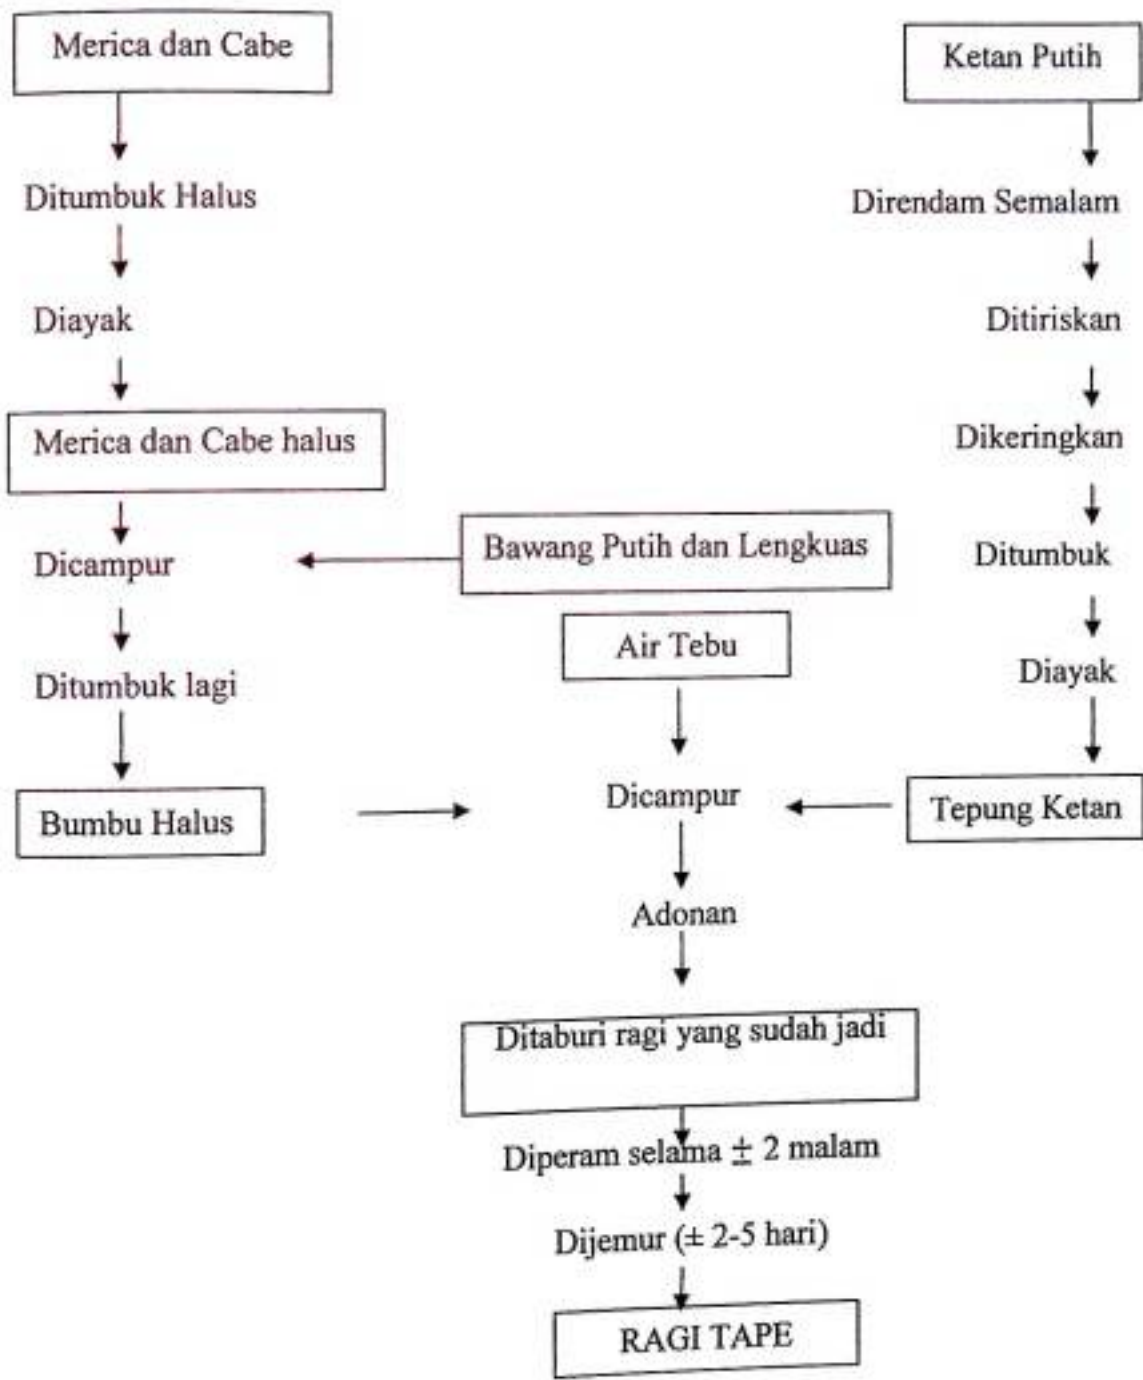 Merica dan Cabe
Ketan Putih
Ditumbuk Halus
Direndam Semalam
Diayak
Ditiriskan
Merica dan Cabe halus
Dikeringkan
Bawang Putih dan Lengkuas
Dicampur
Ditumbuk
Air Tebu
Ditumbuk lagi
Diayak
Bumbu Halus
Dicampur
Tepung Ketan
Adonan
Ditaburi ragi yang sudah jadi
Diperam selama ± 2 malam
Dijemur (± 2-5 hari)
RAGI TAPE